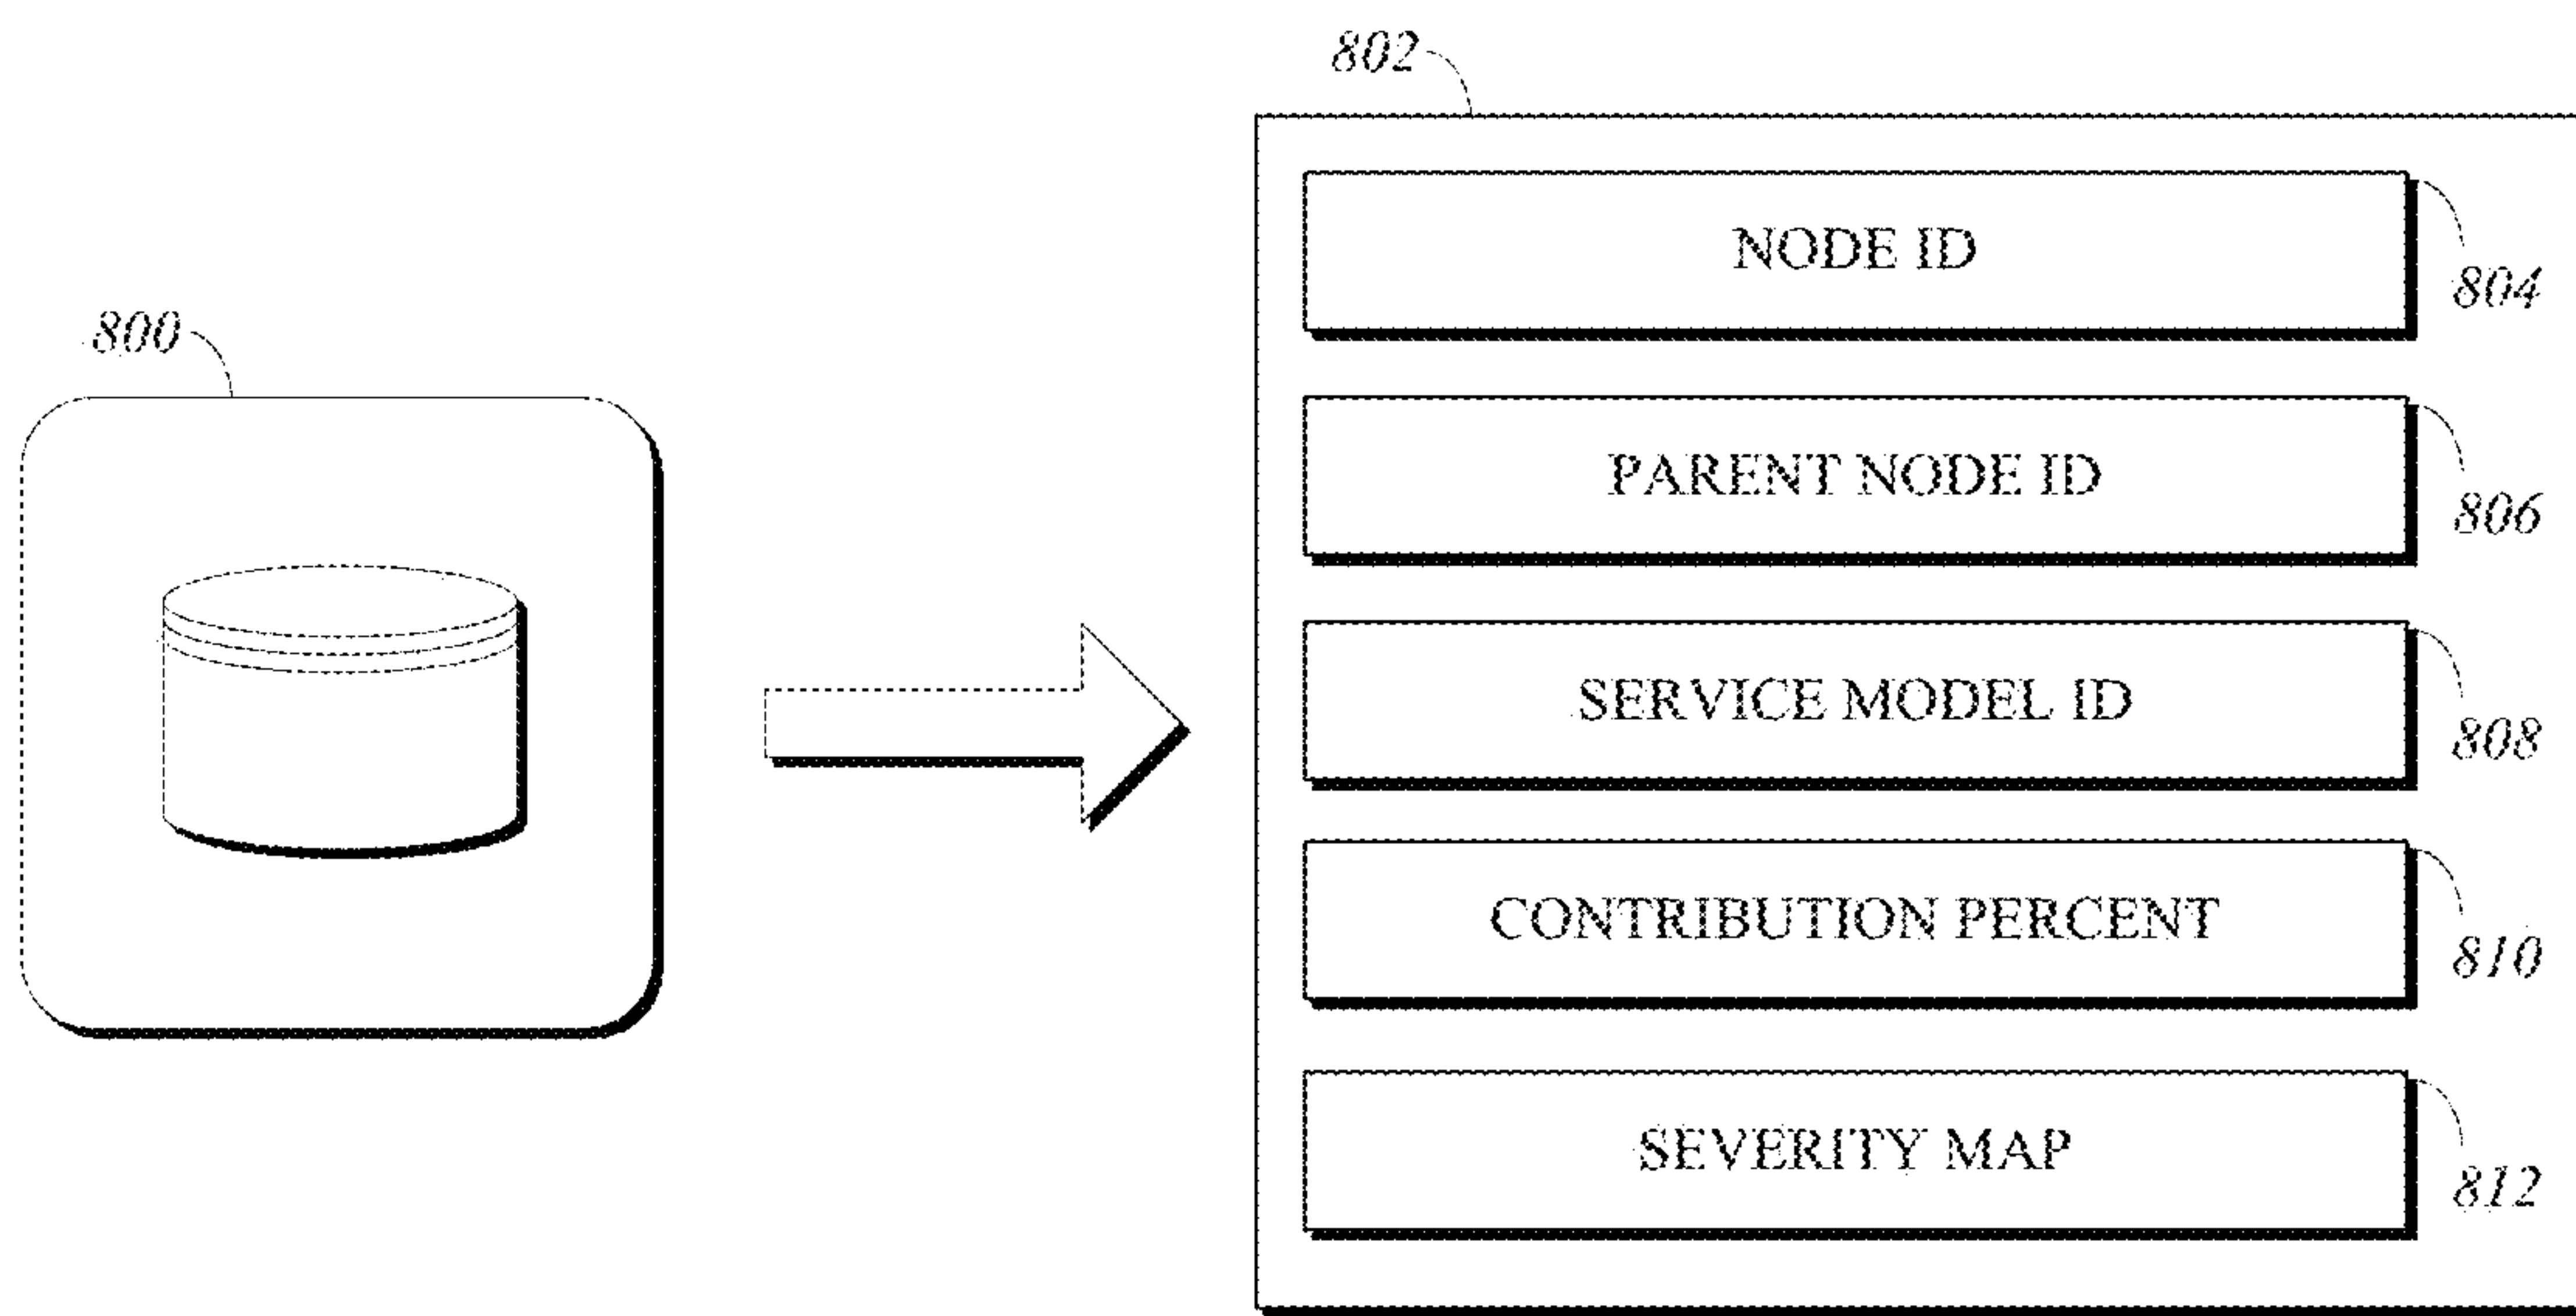 802
NODE ID
804
800
PARENT NODE ID
806
SERVICE MODEL ID
808
CONTRIBUTION PERCENT
810
SEVERITY MAP
812